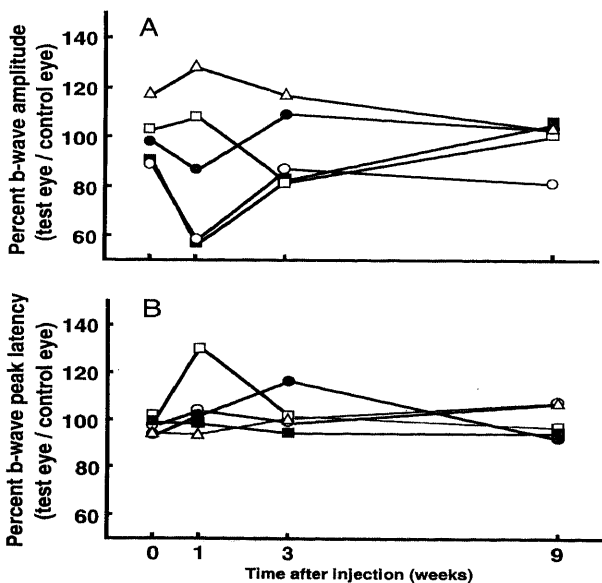 A
140
120
100
80
60
Percent b-wave amplitude
(test eye / control eye)
B
140
120
100
80
60
Percent b-wave peak latency
(test eye / control eye)
0 1 3 9
Time after injection (weeks)